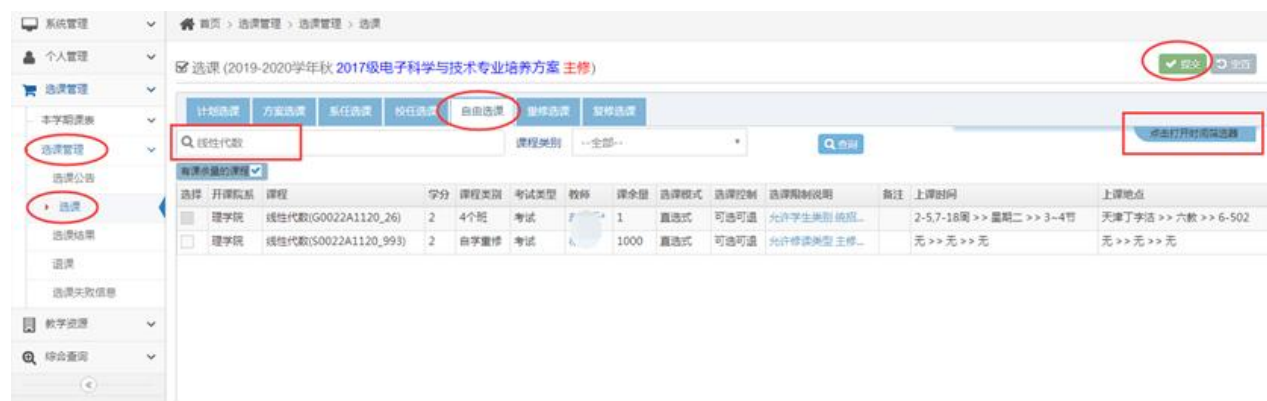 系统管理
首页 > 选课管理 > 选课管理 > 选课
个人管理
选课 (2019-2020学年秋 2017级电子科学与技术专业培养方案 主修)
提交
选课管理
计划选课 方案选课 系任选课 校任选课 自由选课 重修选课 复修选课
本学期课表
点击打开时间筛选器
线性代数 课程类别 --全部-- 查询
选课管理
有课余量的课程
选课公告
选择 开课院系 课程 学分 课程类别 考试类型 教师 课余量 选课模式 选课控制 选课限制说明 备注 上课时间 上课地点
选课
理学院 线性代数(G0022A1120_26) 2 4个班 考试 1 直选式 可选可退 允许学生类别 统招... 2-5,7-18周 >> 星期二 >> 3~4节 天津丁字沽 >> 六教 >> 6-502
选课结果
理学院 线性代数(S0022A1120_993) 2 自学重修 考试 1000 直选式 可选可退 允许修读类型 主修... 无 >> 无 >> 无 无 >> 无 >> 无
退课
选课失败信息
教学资源
综合查询